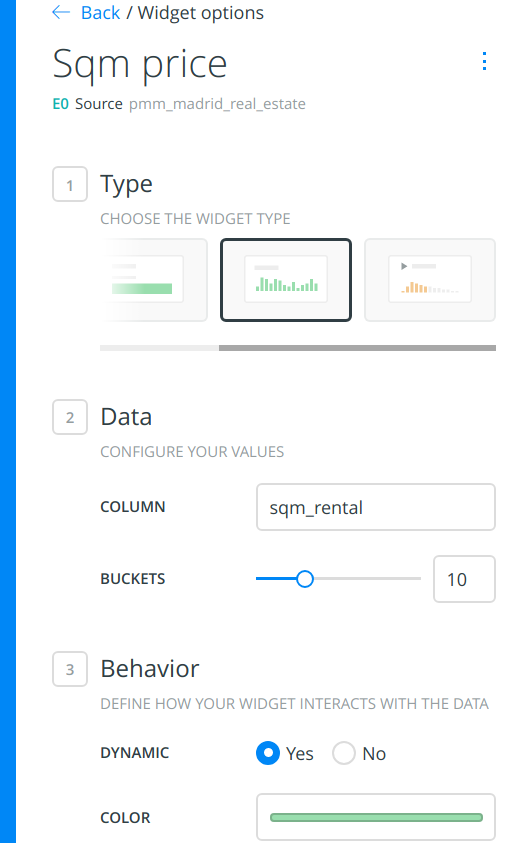 ← Back / Widget options
Sqm price
E0 Source pmm_madrid_real_estate
1 Type
CHOOSE THE WIDGET TYPE
2 Data
CONFIGURE YOUR VALUES
COLUMN sqm_rental
BUCKETS 10
3 Behavior
DEFINE HOW YOUR WIDGET INTERACTS WITH THE DATA
DYNAMIC Yes No
COLOR